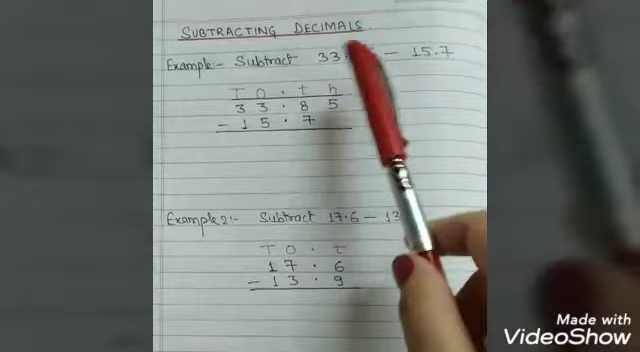 SUBTRACTING DECIMALS
Example:- Subtract 33. - 15.7
T O . t h
3 3 . 8 5
- 1 5 . 7
Example 2:- Subtract 17.6 - 13
T O . t
1 7 . 6
- 1 3 . 9
Made with
VideoShow